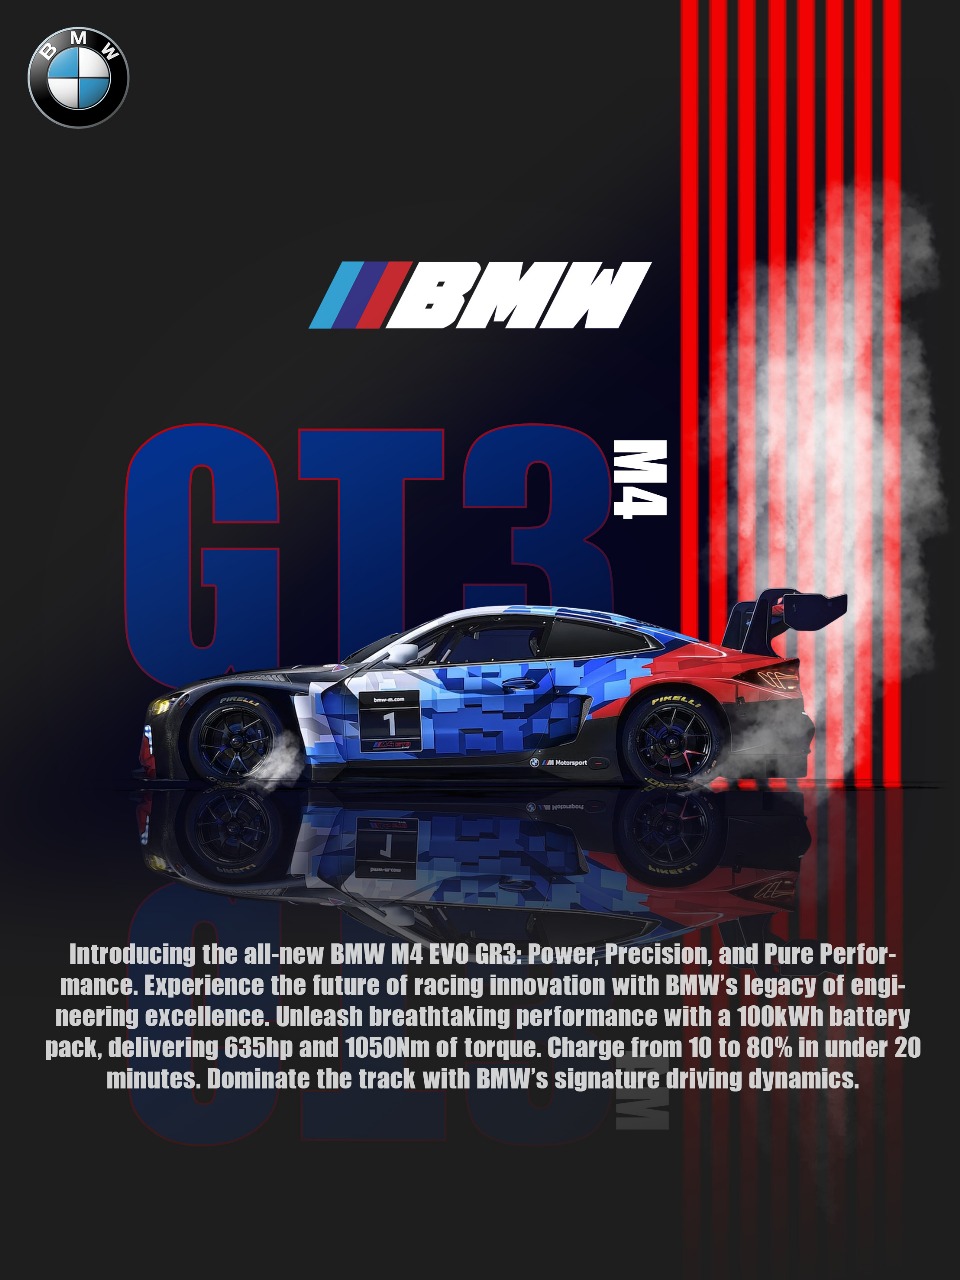 BMW
BMW
GT3
M4
PIRELLI
PIRELLI
bmw-m.com
1
M Motorsport
Introducing the all-new BMW M4 EVO GR3: Power, Precision, and Pure Perfor-
mance. Experience the future of racing innovation with BMW's legacy of engi-
neering excellence. Unleash breathtaking performance with a 100kWh battery
pack, delivering 635hp and 1050Nm of torque. Charge from 10 to 80% in under 20
minutes. Dominate the track with BMW's signature driving dynamics.